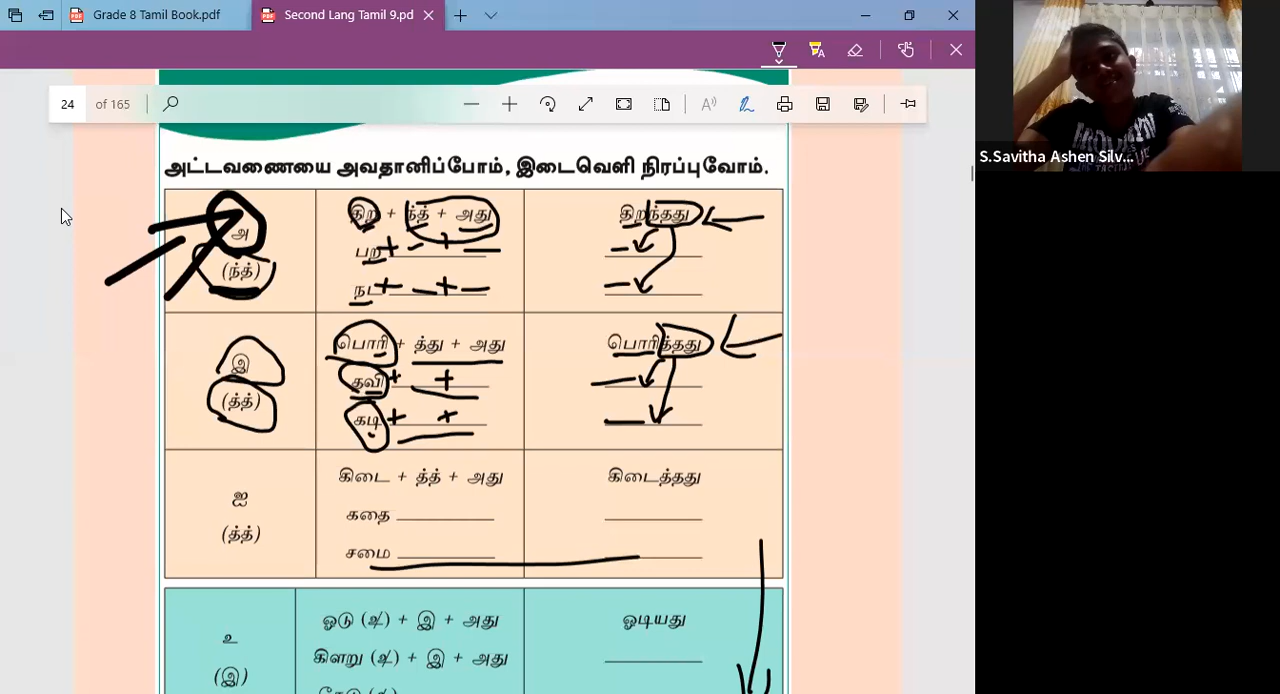 Grade 8 Tamil Book.pdf
Second Lang Tamil 9.pd
24 of 165
S.Savitha Ashen Silv...
அட்டவணையை அவதானிப்போம், இடைவெளி நிரப்புவோம்.
அ
(ந்த்)
திற + ந்த் + அது
திறந்தது
பற
நட
இ
(த்த்)
பொரி + த்து + அது
பொரித்தது
தவி
கடி
ஐ
(த்த்)
கிடை + த்த் + அது
கிடைத்தது
கதை
சமை
உ
(இ)
ஓடு (உ) + இ + அது
ஓடியது
கிளறு (உ) + இ + அது